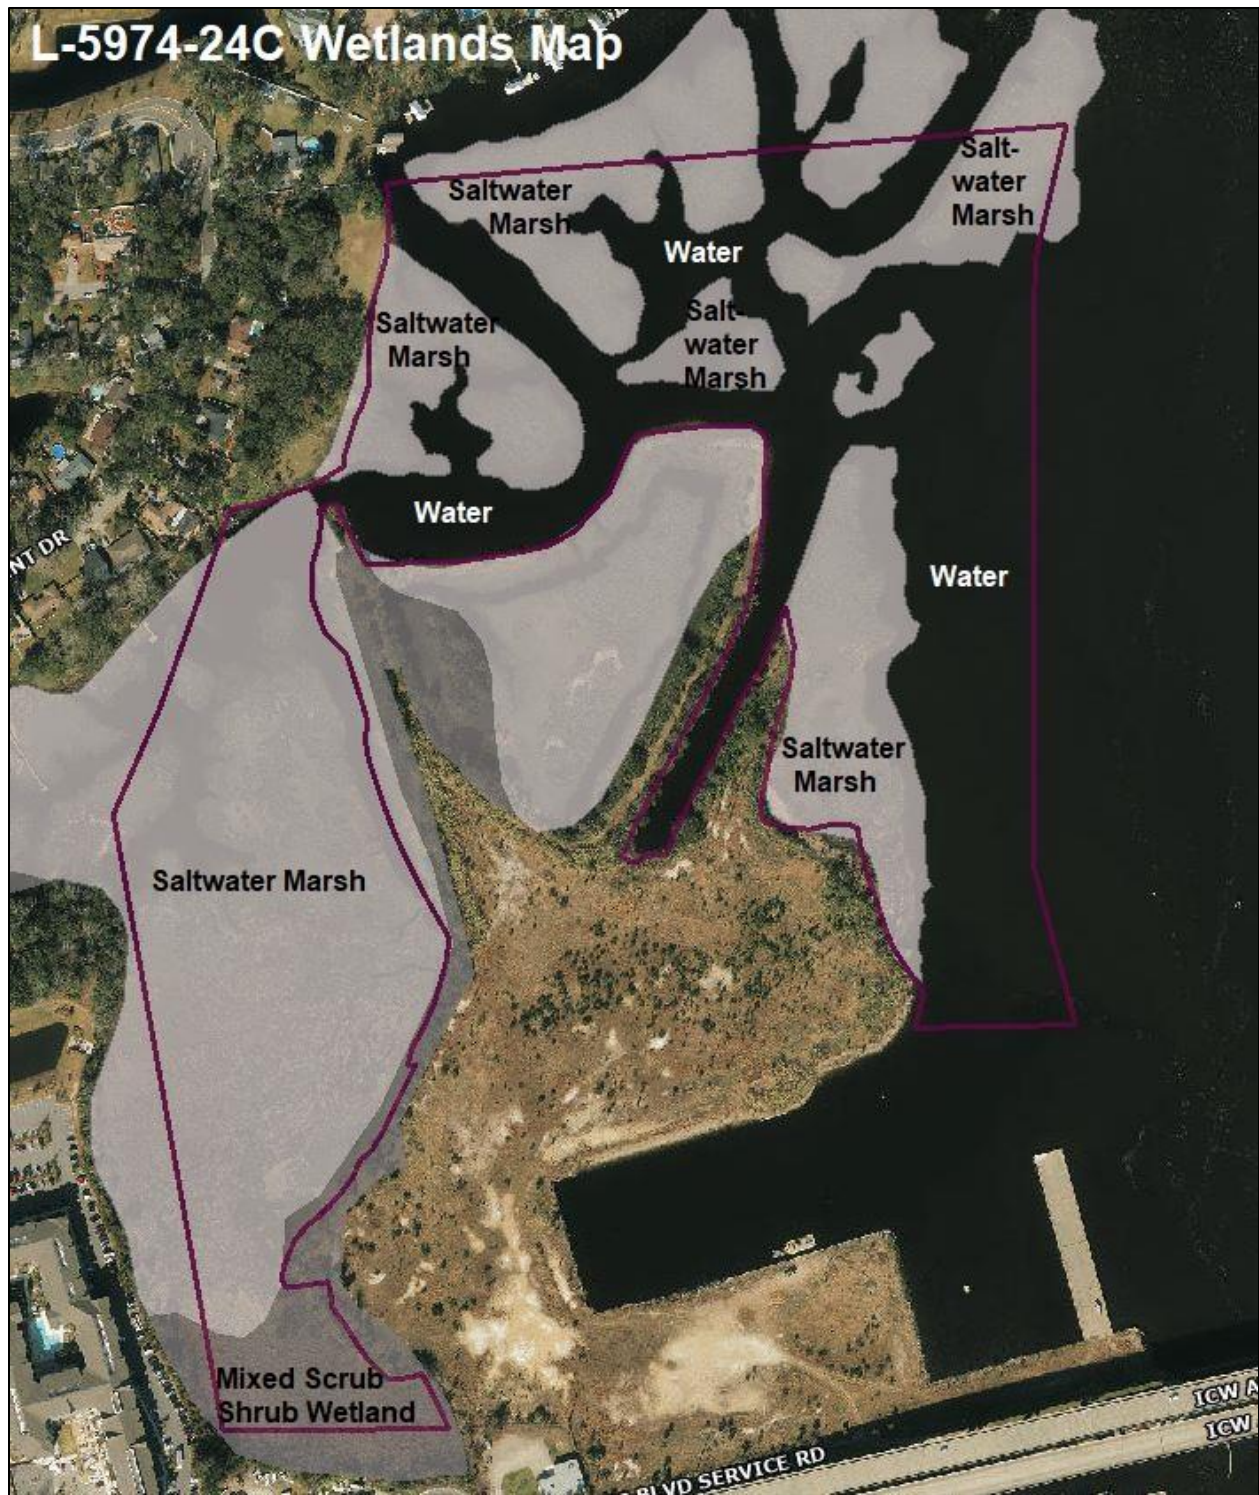 L-5974-24C Wetlands Map
Salt-
water
Marsh
Saltwater
Marsh
Water
Saltwater
Marsh
Salt-
water
Marsh
Water
NT DR
Water
Saltwater
Marsh
Saltwater Marsh
Mixed Scrub
Shrub Wetland
ICW A
ICW
BLVD SERVICE RD